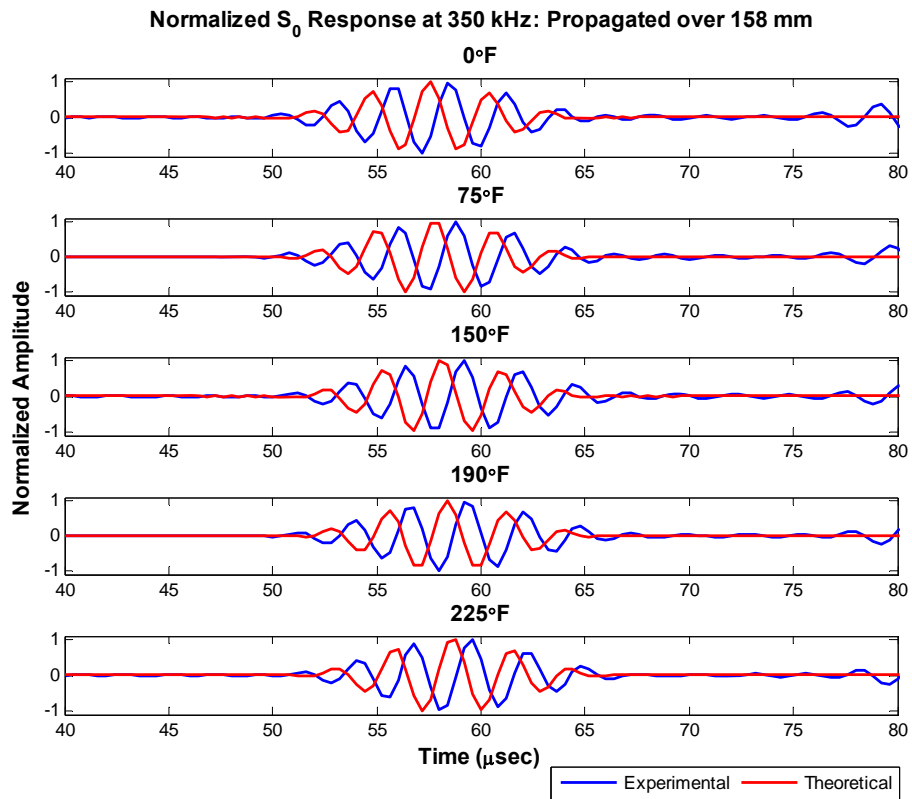 Normalized S0 Response at 350 kHz: Propagated over 158 mm
0°F
1
0
-1
40 45 50 55 60 65 70 75 80
75°F
1
0
-1
40 45 50 55 60 65 70 75 80
150°F
1
0
-1
40 45 50 55 60 65 70 75 80
190°F
1
0
-1
40 45 50 55 60 65 70 75 80
225°F
1
0
-1
40 45 50 55 60 65 70 75 80
Normalized Amplitude
Time (μsec)
Experimental Theoretical